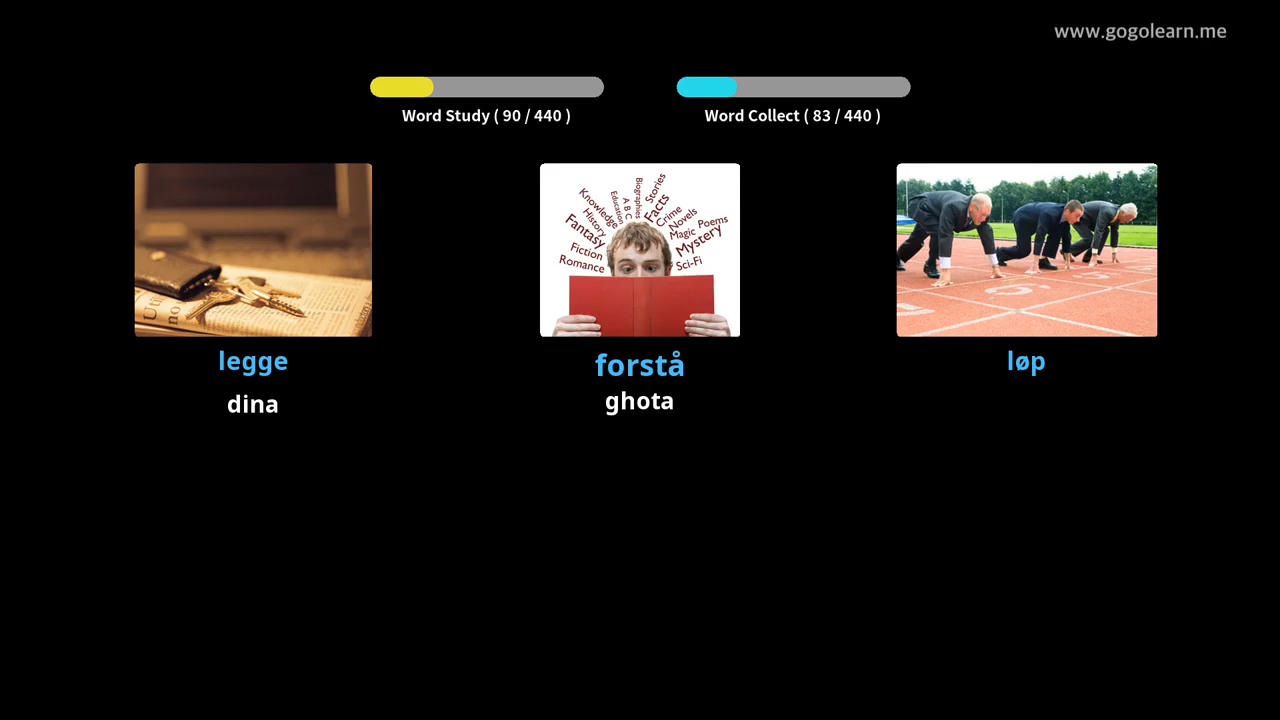 www.gogolearn.me
Word Study ( 90 / 440 )
Word Collect ( 83 / 440 )
Stories
Biographies
Facts
Knowledge
Education
A B C
Crime
Novels
History
Magic
Poems
Fantasy
Mystery
Fiction
Romance
Sci-Fi
legge
forstå
løp
dina
ghota